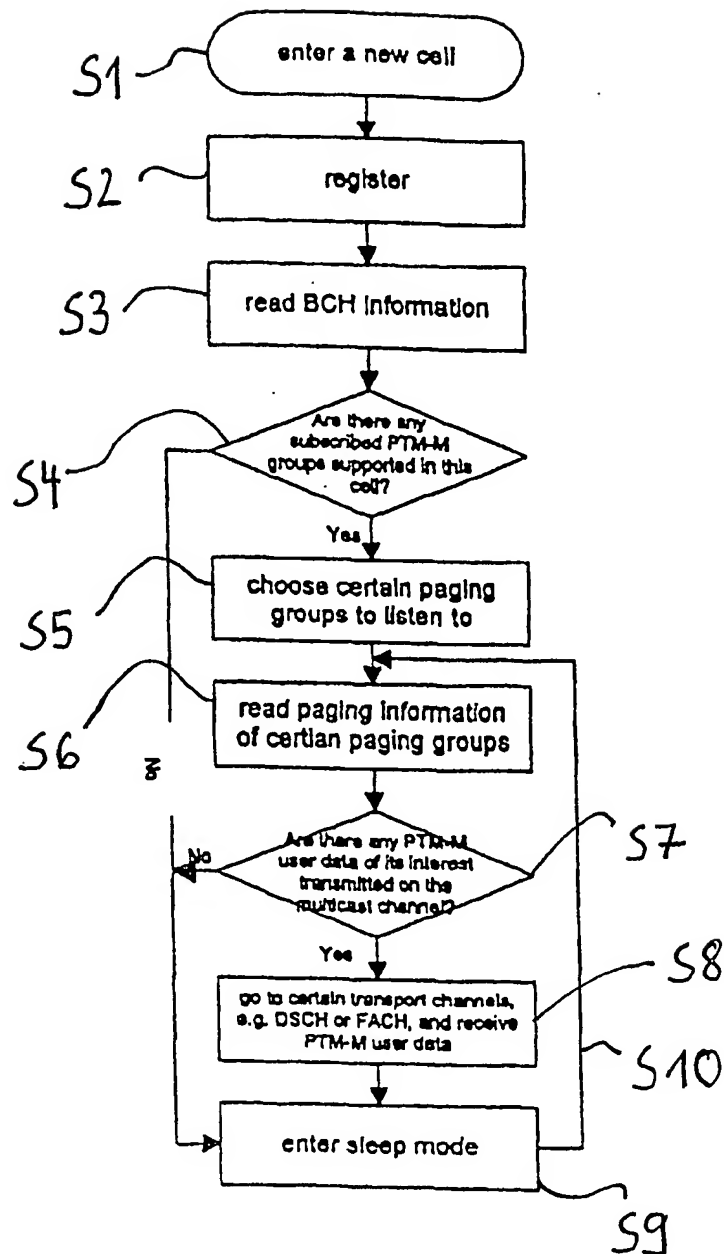 S1
enter a new cell
S2
register
S3
read BCH information
S4
Are there any
subscribed PTM-M
groups supported in this
cell?
Yes
S5
choose certain paging
groups to listen to
S6
read paging information
of certian paging groups
No
S7
Are there any PTM-M
user data of its interest
transmitted on the
multicast channel?
No
Yes
S8
go to certain transport channels,
e.g. DSCH or FACH, and receive
PTM-M user data
S10
enter sleep mode
S9